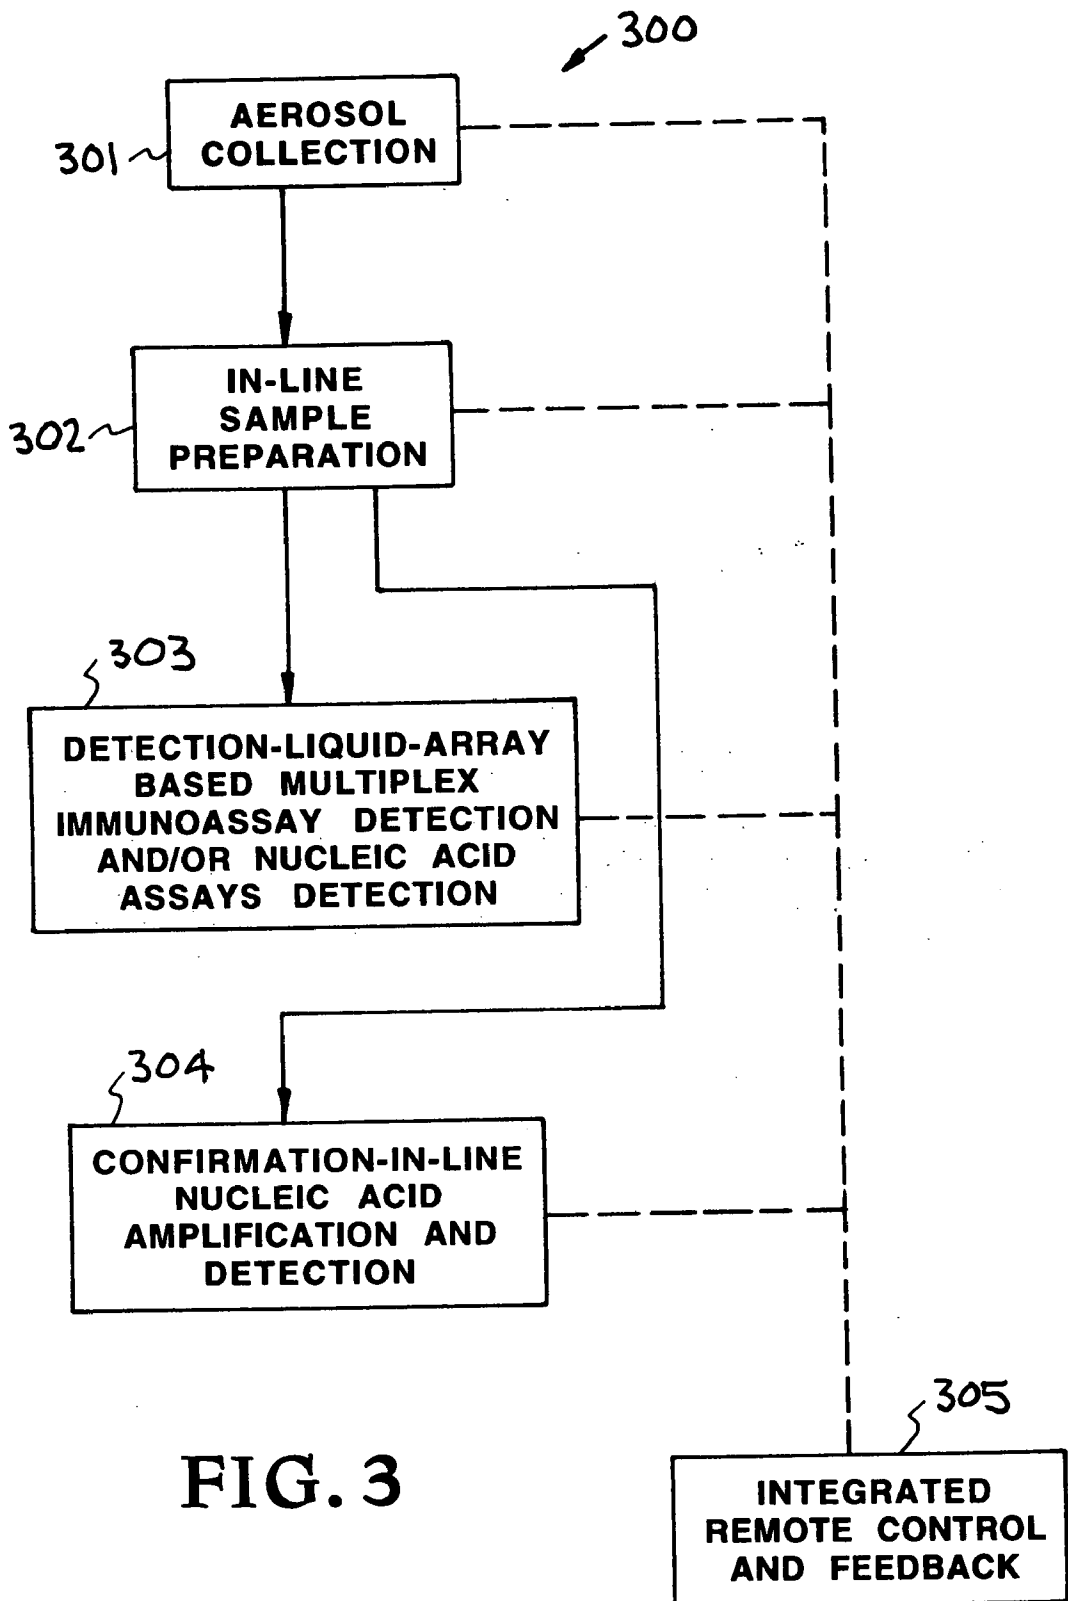 300
AEROSOL
COLLECTION
301
IN-LINE
SAMPLE
PREPARATION
302
303
DETECTION-LIQUID-ARRAY
BASED MULTIPLEX
IMMUNOASSAY DETECTION
AND/OR NUCLEIC ACID
ASSAYS DETECTION
304
CONFIRMATION-IN-LINE
NUCLEIC ACID
AMPLIFICATION AND
DETECTION
305
INTEGRATED
REMOTE CONTROL
AND FEEDBACK
FIG. 3